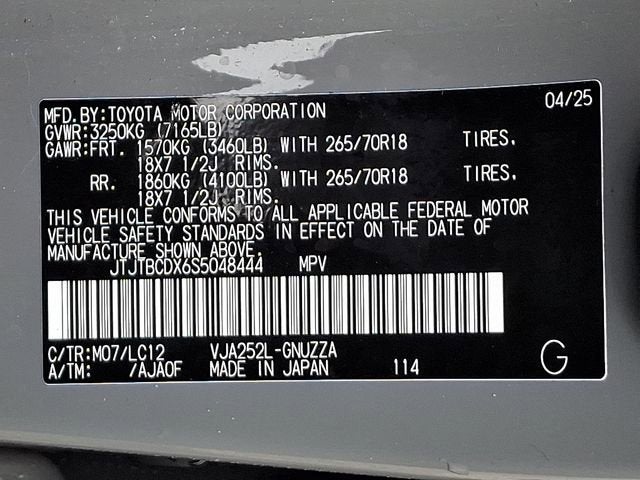 MFD.BY:TOYOTA MOTOR CORPORATION 04/25
GVWR:3250KG (7165LB)
GAWR:FRT. 1570KG (3460LB) WITH 265/70R18 TIRES.
18X7 1/2J RIMS.
RR. 1860KG (4100LB) WITH 265/70R18 TIRES.
18X7 1/2J RIMS.
THIS VEHICLE CONFORMS TO ALL APPLICABLE FEDERAL MOTOR
VEHICLE SAFETY STANDARDS IN EFFECT ON THE DATE OF
MANUFACTURE SHOWN ABOVE.
JTJTBCDX6S5048444 MPV
C/TR:M07/LC12 VJA252L-GNUZZA
A/TM: /AJA0F MADE IN JAPAN 114 G